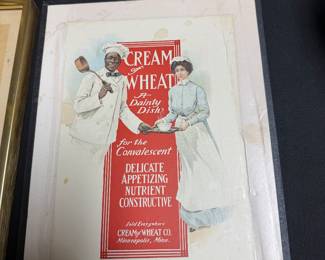 CREAM
of
WHEAT
A
Dainty
Dish
for the
Convalescent
DELICATE
APPETIZING
NUTRIENT
CONSTRUCTIVE
Sold Everywhere
CREAM of WHEAT CO.
Minneapolis, Minn.